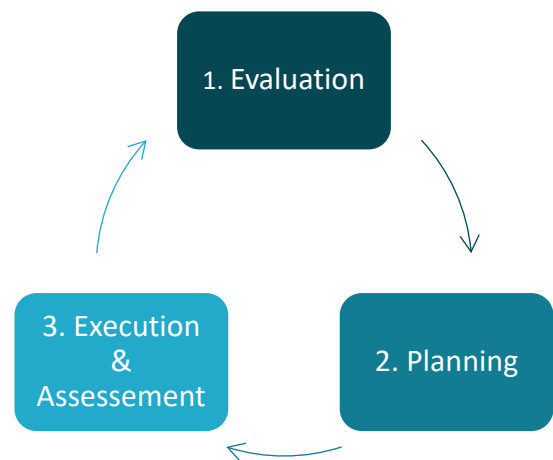 1. Evaluation
2. Planning
3. Execution
&
Assessement